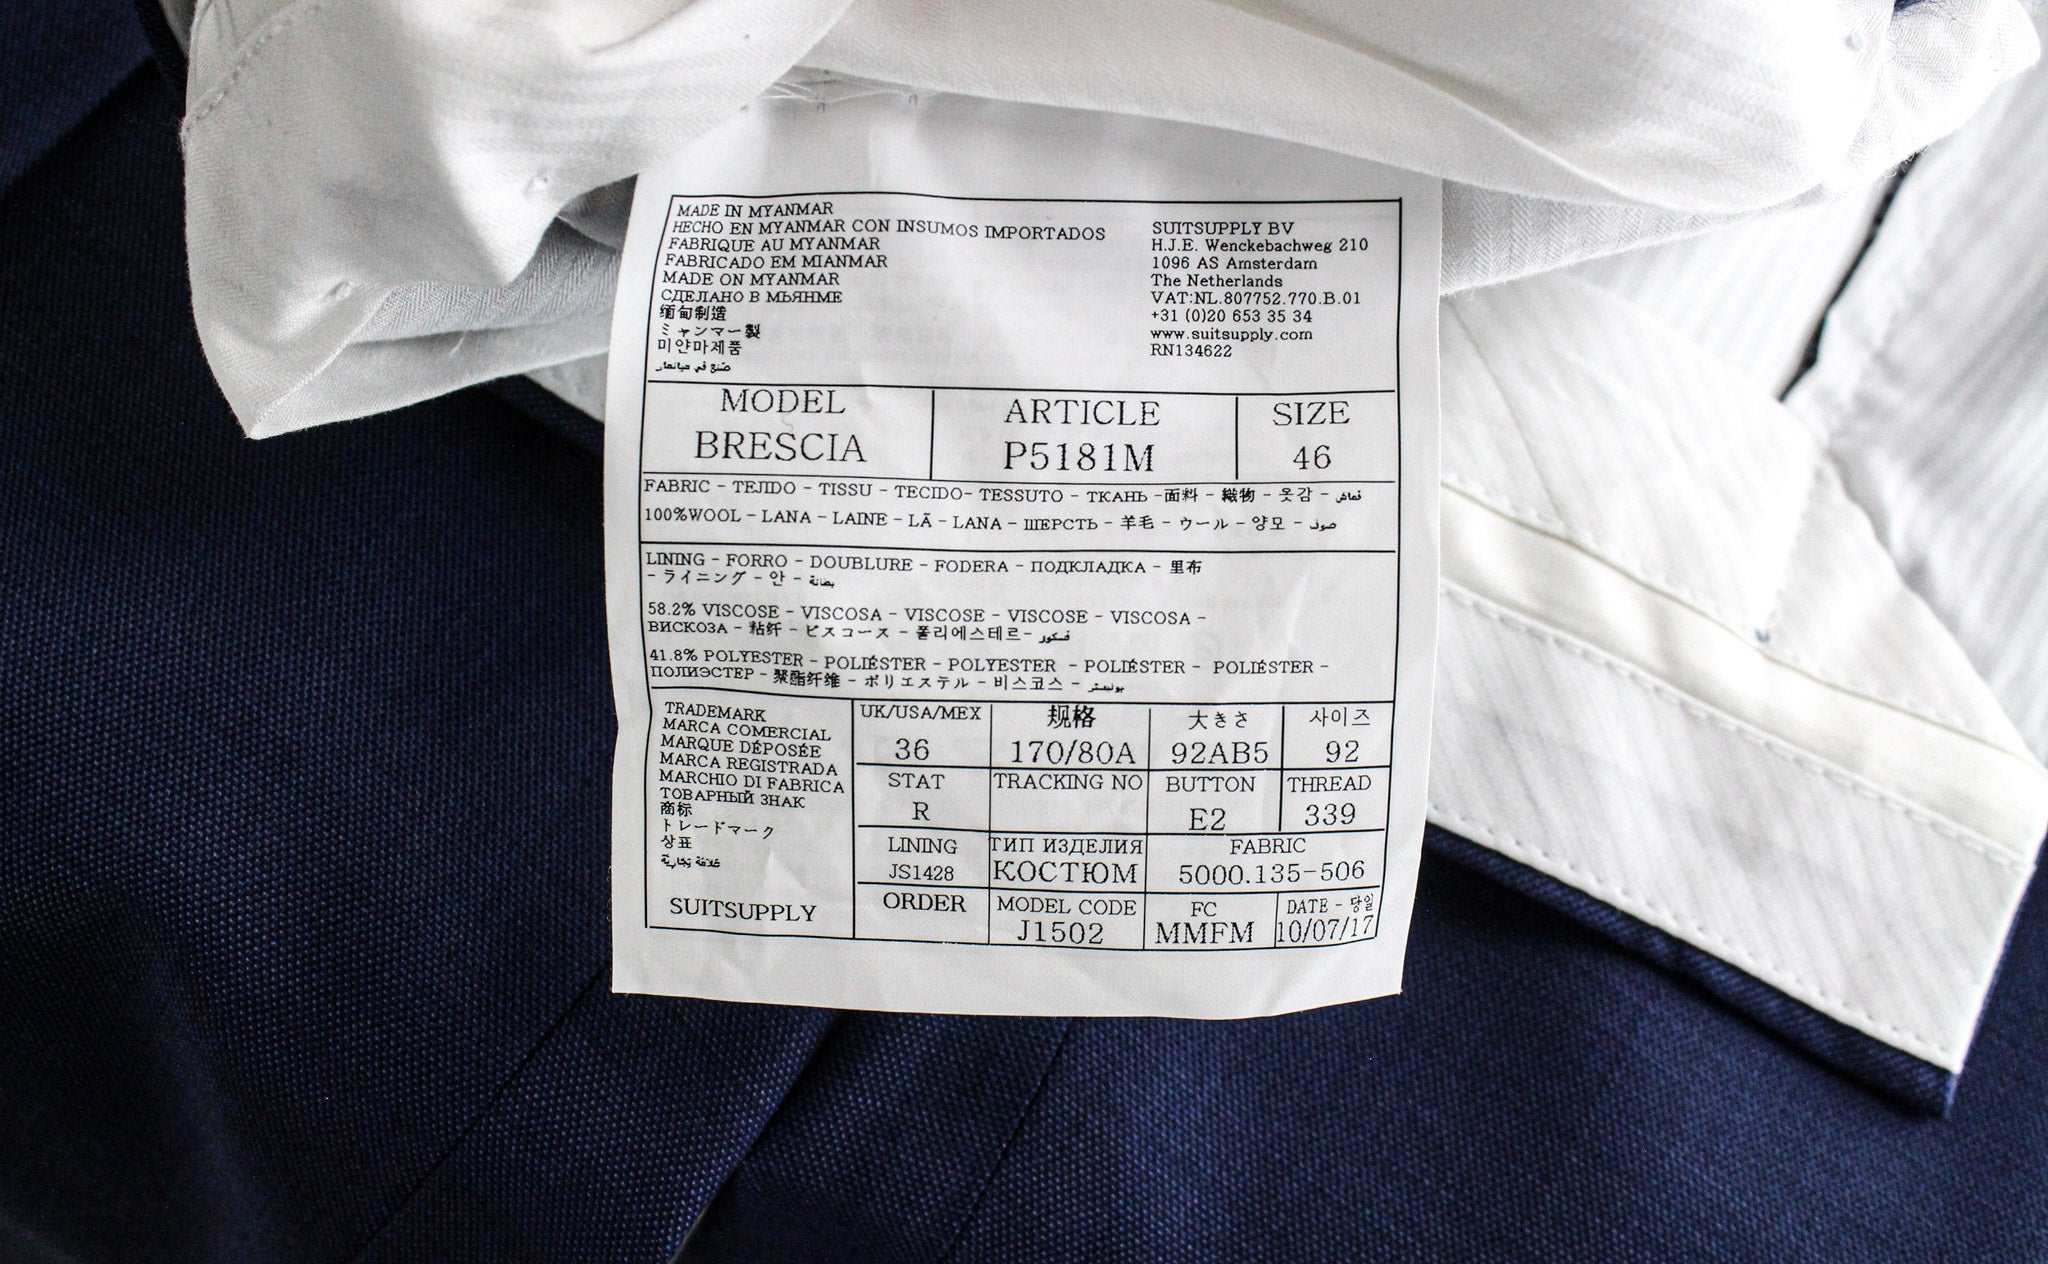 MADE IN MYANMAR
HECHO EN MYANMAR CON INSUMOS IMPORTADOS
FABRIQUE AU MYANMAR
FABRICADO EM MIANMAR
MADE ON MYANMAR
СДЕЛАНО В МЬЯНМЕ
缅甸制造
ミャンマー製
미얀마제품
صنع في ميانمار
SUITSUPPLY BV
H.J.E. Wenckebachweg 210
1096 AS Amsterdam
The Netherlands
VAT:NL.807752.770.B.01
+31 (0)20 653 35 34
www.suitsupply.com
RN134622
MODEL
BRESCIA
ARTICLE
P5181M
SIZE
46
FABRIC - TEJIDO - TISSU - TECIDO- TESSUTO - ТКАНЬ -面料 - 織物 - 옷감 - قماش
100%WOOL - LANA - LAINE - LÃ - LANA - ШЕРСТЬ - 羊毛 - ウール - 양모 - صوف
LINING - FORRO - DOUBLURE - FODERA - ПОДКЛАДКА - 里布
- ライニング - 안 - بطانة
58.2% VISCOSE - VISCOSA - VISCOSE - VISCOSE - VISCOSA -
ВИСКОЗА - 粘纤 - ビスコース - 폴리에스테르- فسكوز
41.8% POLYESTER - POLIÉSTER - POLYESTER - POLIÉSTER - POLIÉSTER -
ПОЛИЭСТЕР - 聚酯纤维 - ポリエステル - 비스코스 - بوليستر
TRADEMARK
MARCA COMERCIAL
MARQUE DÉPOSÉE
MARCA REGISTRADA
MARCHIO DI FABRICA
ТОВАРНЫЙ ЗНАК
商标
トレードマーク
상표
علامة تجارية
SUITSUPPLY
UK/USA/MEX
36
规格
170/80A
大きさ
92AB5
사이즈
92
STAT
R
TRACKING NO
BUTTON
E2
THREAD
339
LINING
JS1428
ТИП ИЗДЕЛИЯ
КОСТЮМ
FABRIC
5000.135-506
ORDER
MODEL CODE
J1502
FC
MMFM
DATE - 당일
10/07/17